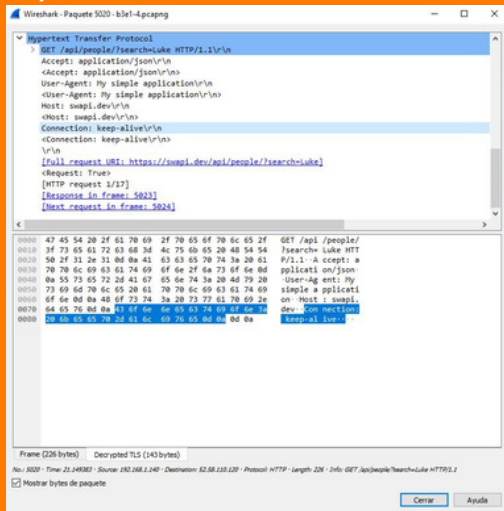 Wireshark - Paquete 5020 - b3e1-4.pcapng
Hypertext Transfer Protocol
GET /api/people/?search=Luke HTTP/1.1\r\n
Accept: application/json\r\n
<Accept: application/json\r\n>
User-Agent: My simple application\r\n
<User-Agent: My simple application\r\n>
Host: swapi.dev\r\n
<Host: swapi.dev\r\n>
Connection: keep-alive\r\n
<Connection: keep-alive\r\n>
\r\n
[Full request URI: https://swapi.dev/api/people/?search=Luke]
<Request: True>
[HTTP request 1/17]
[Response in frame: 5023]
[Next request in frame: 5024]
0000 47 45 54 20 2f 61 70 69 2f 70 65 6f 70 6c 65 2f GET /api /people/
0010 3f 73 65 61 72 63 68 3d 4c 75 6b 65 20 48 54 54 ?search= Luke HTT
0020 50 2f 31 2e 31 0d 0a 41 63 63 65 70 74 3a 20 61 P/1.1··A ccept: a
0030 70 70 6c 69 63 61 74 69 6f 6e 2f 6a 73 6f 6e 0d pplicati on/json·
0040 0a 55 73 65 72 2d 41 67 65 6e 74 3a 20 4d 79 20 ·User-Ag ent: My
0050 73 69 6d 70 6c 65 20 61 70 70 6c 69 63 61 74 69 simple a pplicati
0060 6f 6e 0d 0a 48 6f 73 74 3a 20 73 77 61 70 69 2e on··Host : swapi.
0070 64 65 76 0d 0a 43 6f 6e 6e 65 63 74 69 6f 6e 3a dev··Con nection:
0080 20 6b 65 65 70 2d 61 6c 69 76 65 0d 0a 0d 0a keep-al ive····
Frame (226 bytes) Decrypted TLS (143 bytes)
No.: 5020 · Time: 21.149383 · Source: 192.168.1.140 · Destination: 52.58.110.120 · Protocol: HTTP · Length: 226 · Info: GET /api/people/?search=Luke HTTP/1.1
Mostrar bytes de paquete
Cerrar Ayuda